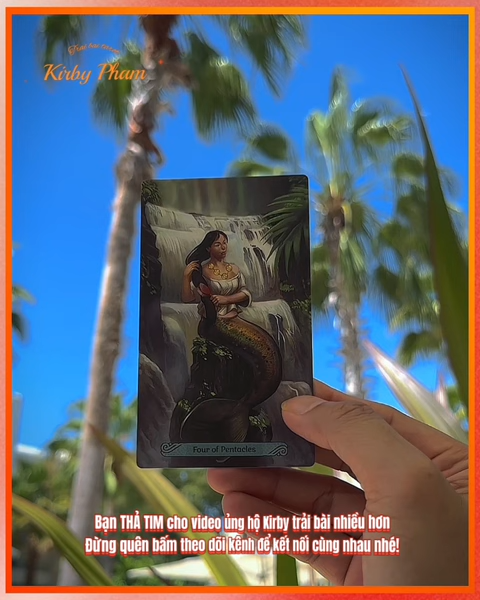 Kirby Pham
Four of Pentacles
Bạn THẢ TIM cho video ủng hộ Kirby trải bài nhiều hơn
Đừng quên bấm theo dõi kênh để kết nối cùng nhau nhé!